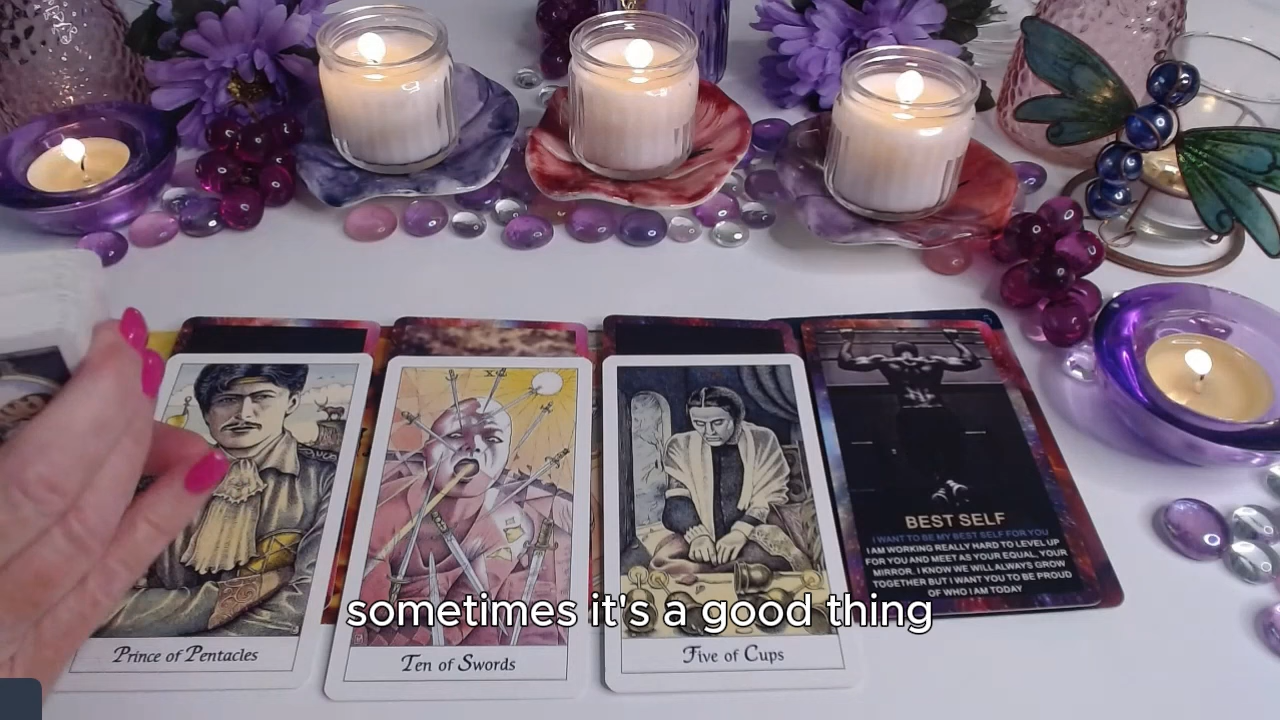 BEST SELF
I WANT TO BE MY BEST SELF FOR YOU
I AM WORKING REALLY HARD TO LEVEL UP
FOR YOU AND MEET AS YOUR EQUAL, YOUR
MIRROR. I KNOW WE WILL ALWAYS GROW
TOGETHER BUT I WANT YOU TO BE PROUD
OF WHO I AM TODAY
sometimes it's a good thing
Prince of Pentacles
Ten of Swords
Five of Cups